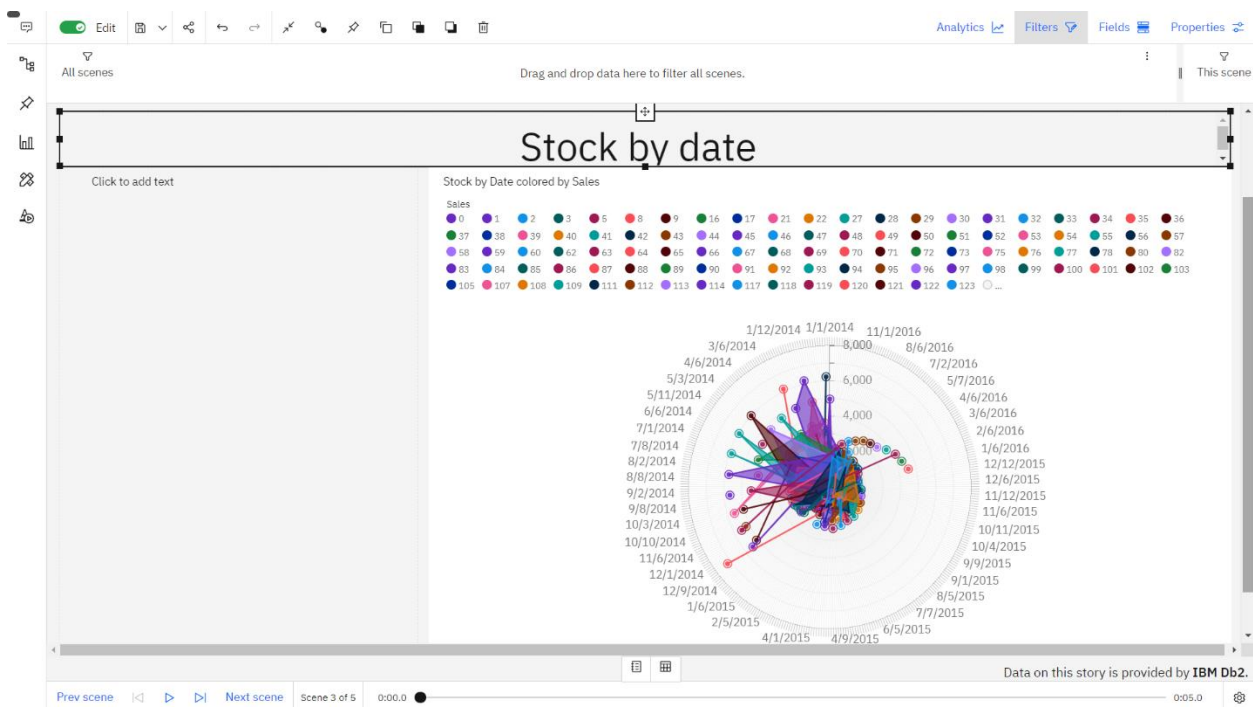 Edit
Analytics Filters Fields Properties
All scenes
Drag and drop data here to filter all scenes.
This scene
Stock by date
Click to add text
Stock by Date colored by Sales
Sales
0 1 2 3 5 8 9 16 17 21 22 27 28 29 30 31 32 33 34 35 36
37 38 39 40 41 42 43 44 45 46 47 48 49 50 51 52 53 54 55 56 57
58 59 60 62 63 64 65 66 67 68 69 70 71 72 73 75 76 77 78 80 82
83 84 85 86 87 88 89 90 91 92 93 94 95 96 97 98 99 100 101 102 103
105 107 108 109 111 112 113 114 117 118 119 120 121 122 123 ...
1/12/2014 1/1/2014 11/1/2016
3/6/2014 8,000 8/6/2016
4/6/2014 7/2/2016
5/3/2014 6,000 5/7/2016
5/11/2014 4/6/2016
6/6/2014 4,000 3/6/2016
7/1/2014 2/6/2016
7/8/2014 1/6/2016
8/2/2014 12/12/2015
8/8/2014 12/6/2015
9/2/2014 11/12/2015
9/8/2014 11/6/2015
10/3/2014 10/11/2015
10/10/2014 10/4/2015
11/6/2014 9/9/2015
12/1/2014 9/1/2015
12/9/2014 8/5/2015
1/6/2015 7/7/2015
2/5/2015 6/5/2015
4/1/2015 4/9/2015
Data on this story is provided by IBM Db2.
Prev scene Next scene Scene 3 of 5 0:00.0 0:05.0